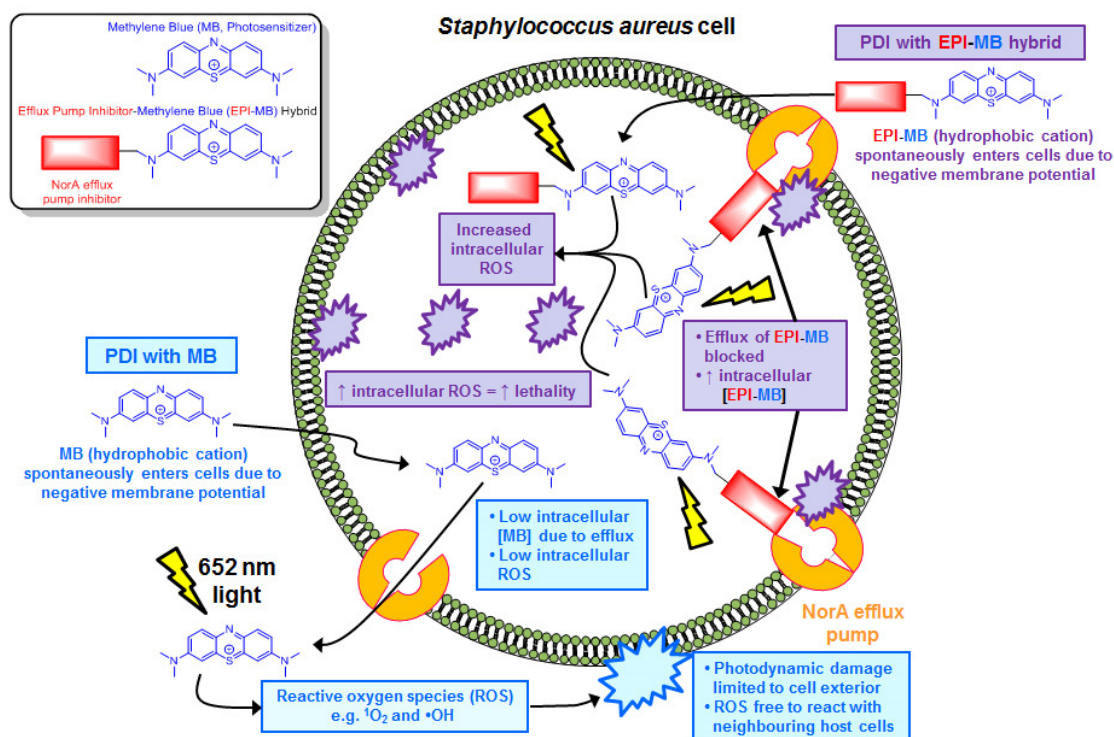 Methylene Blue (MB, Photosensitizer)
N
N
S
N
Efflux Pump Inhibitor-Methylene Blue (EPI-MB) Hybrid
N
N
S
N
NorA efflux
pump inhibitor
Staphylococcus aureus cell
PDI with EPI-MB hybrid
N
N
S
N
EPI-MB (hydrophobic cation)
spontaneously enters cells due to
negative membrane potential
N
N
S
N
Increased
intracellular
ROS
N
S
N
N
• Efflux of EPI-MB
blocked
• ↑ intracellular
[EPI-MB]
↑ intracellular ROS = ↑ lethality
N
S
N
N
PDI with MB
N
N
S
N
MB (hydrophobic cation)
spontaneously enters cells due to
negative membrane potential
N
N
S
N
• Low intracellular
[MB] due to efflux
• Low intracellular
ROS
652 nm
light
N
N
S
N
NorA efflux
pump
Reactive oxygen species (ROS)
e.g. ¹O₂ and •OH
• Photodynamic damage
limited to cell exterior
• ROS free to react with
neighbouring host cells